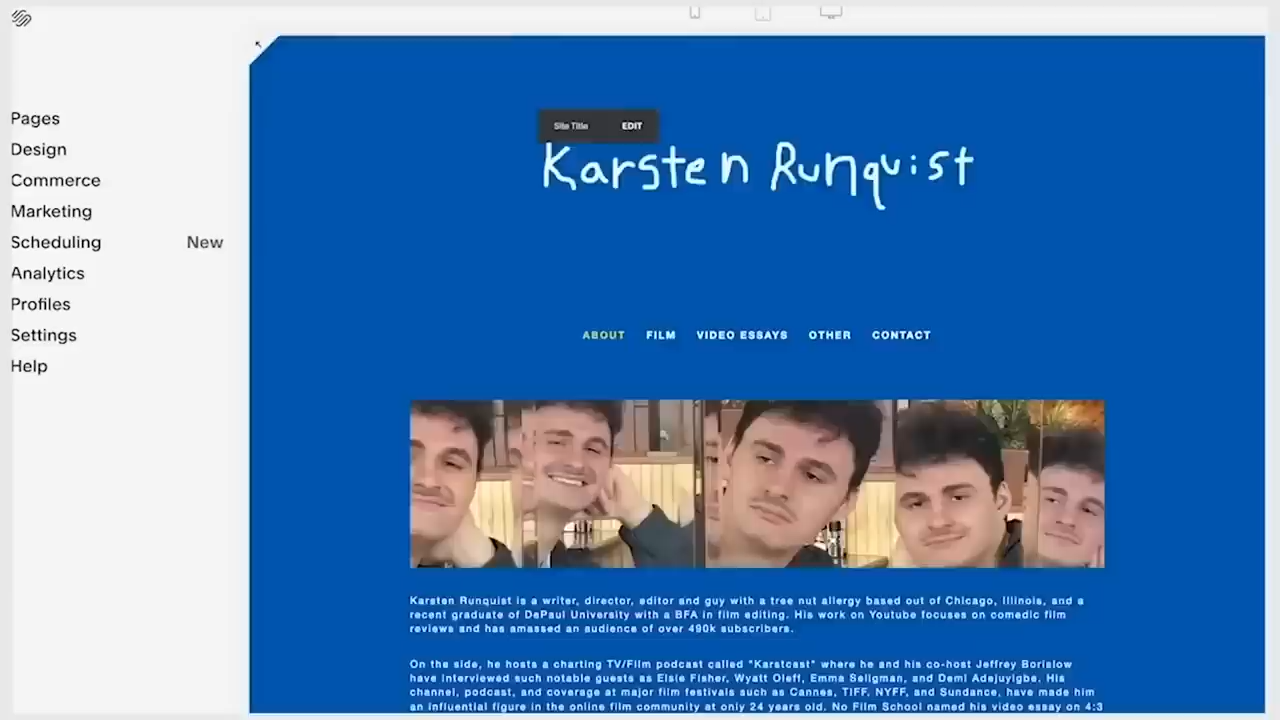 Pages
Design
Commerce
Marketing
Scheduling New
Analytics
Profiles
Settings
Help
Site Title EDIT
Karsten Runquist
ABOUT FILM VIDEO ESSAYS OTHER CONTACT
Karsten Runquist is a writer, director, editor and guy with a tree nut allergy based out of Chicago, Illinois, and a
recent graduate of DePaul University with a BFA in film editing. His work on Youtube focuses on comedic film
reviews and has amassed an audience of over 490k subscribers.
On the side, he hosts a charting TV/Film podcast called "Karstcast" where he and his co-host Jeffrey Borislow
have interviewed such notable guests as Elsie Fisher, Wyatt Oleff, Emma Seligman, and Demi Adejuyigbe. His
channel, podcast, and coverage at major film festivals such as Cannes, TIFF, NYFF, and Sundance, have made him
an influential figure in the online film community at only 24 years old. No Film School named his video essay on 4:3